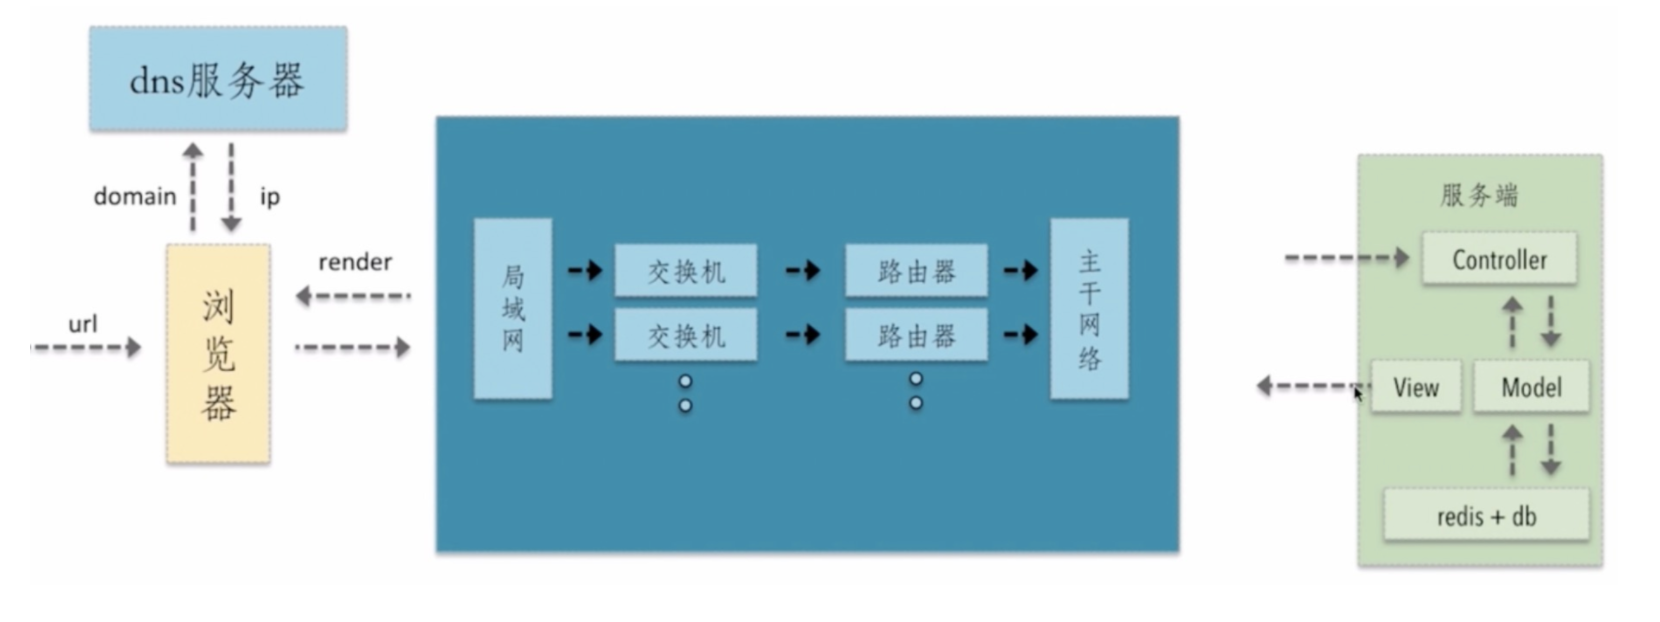 dns服务器
domain
ip
url
浏览器
render
局域网
交换机
路由器
交换机
路由器
主干网络
服务端
Controller
View
Model
redis + db